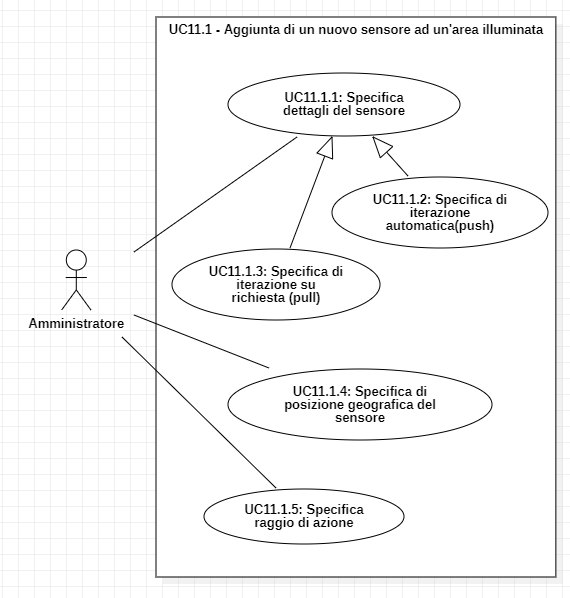 UC11.1 - Aggiunta di un nuovo sensore ad un'area illuminata
UC11.1.1: Specifica
dettagli del sensore
UC11.1.2: Specifica di
iterazione
automatica(push)
UC11.1.3: Specifica di
iterazione su
richiesta (pull)
Amministratore
UC11.1.4: Specifica di
posizione geografica del
sensore
UC11.1.5: Specifica
raggio di azione